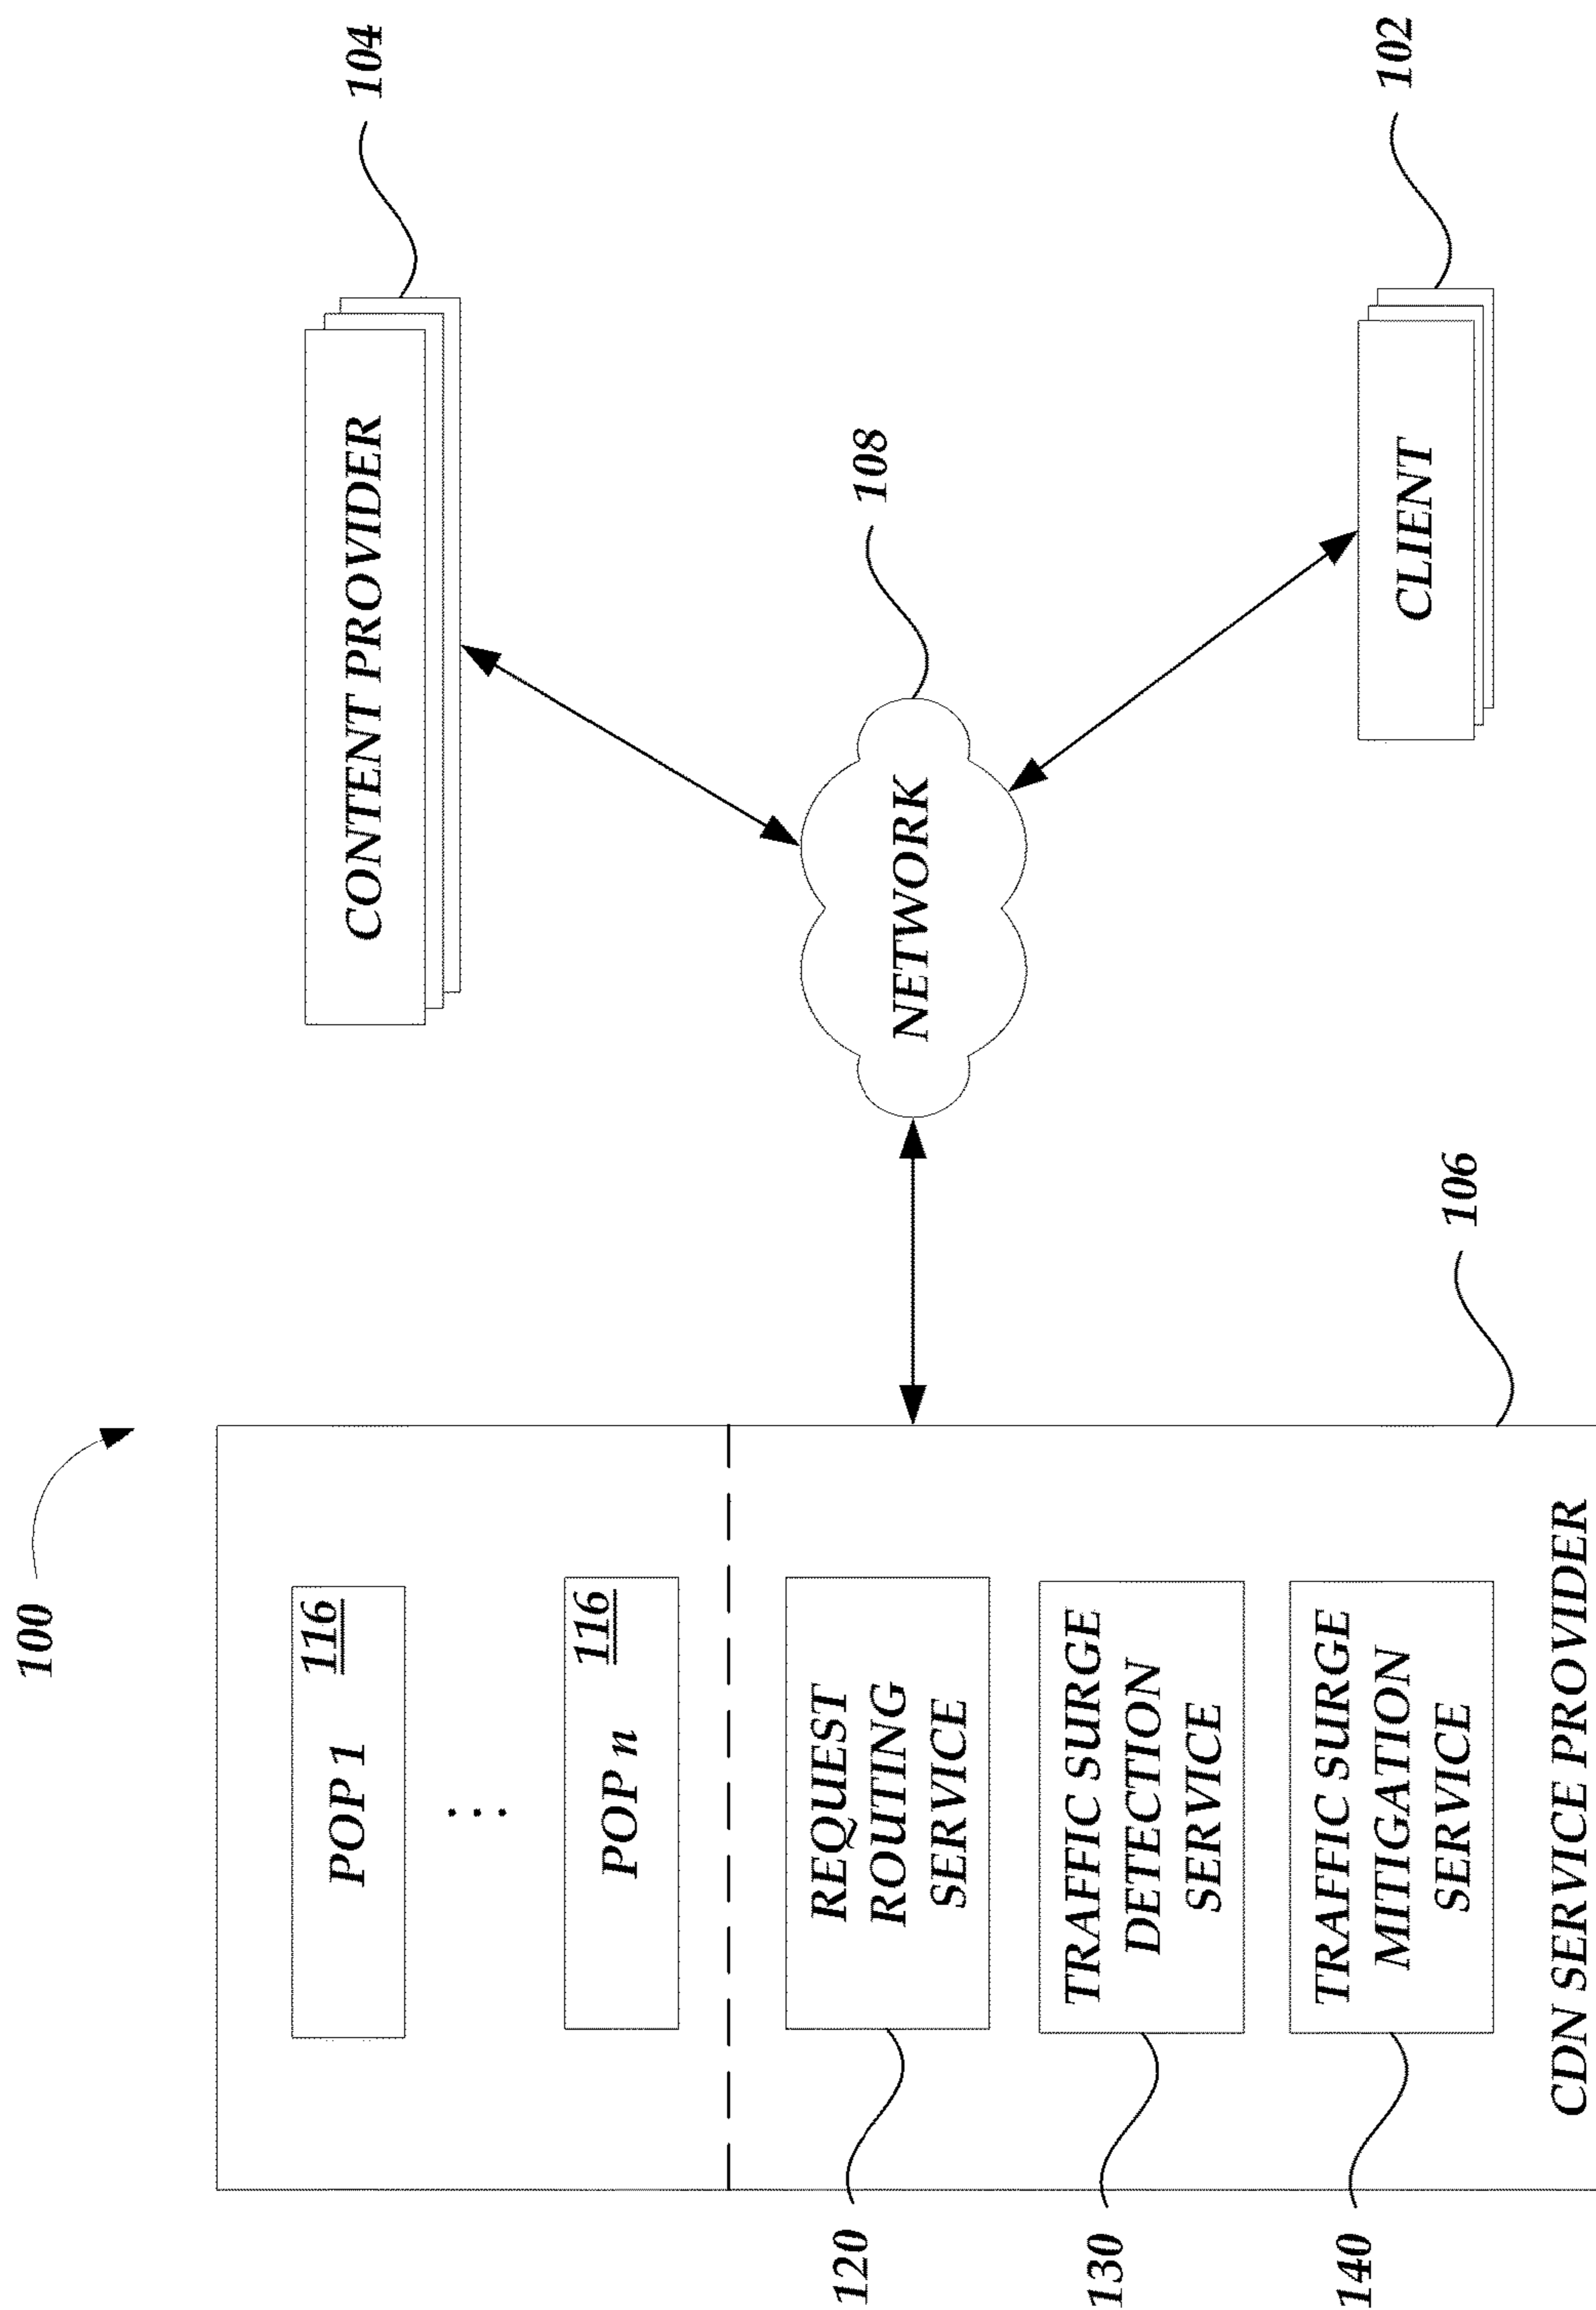 100
POP 1
116
POP n
116
REQUEST
ROUTING
SERVICE
120
TRAFFIC SURGE
DETECTION
SERVICE
130
TRAFFIC SURGE
MITIGATION
SERVICE
140
CDN SERVICE PROVIDER
106
NETWORK
108
CONTENT PROVIDER
104
CLIENT
102